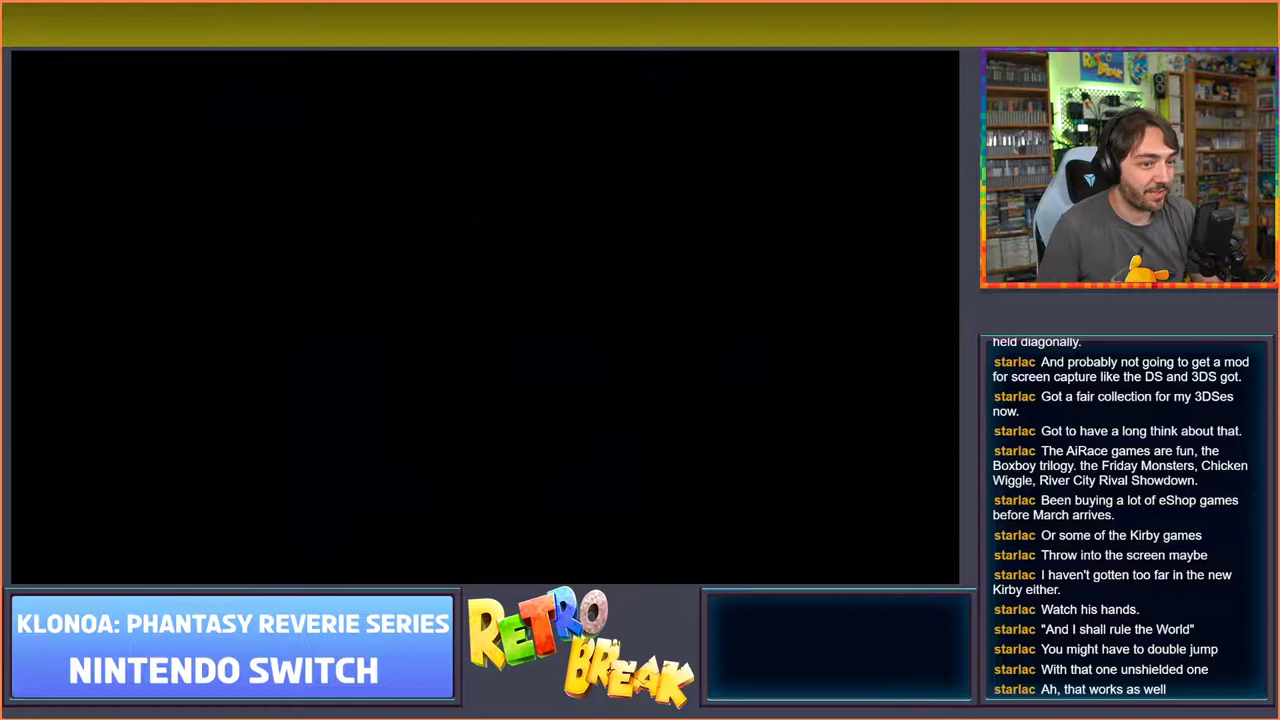 held diagonally.
starlac And probably not going to get a mod
for screen capture like the DS and 3DS got.
starlac Got a fair collection for my 3DSes
now.
starlac Got to have a long think about that.
starlac The AiRace games are fun, the
Boxboy trilogy. the Friday Monsters, Chicken
Wiggle, River City Rival Showdown.
starlac Been buying a lot of eShop games
before March arrives.
starlac Or some of the Kirby games
starlac Throw into the screen maybe
starlac I haven't gotten too far in the new
Kirby either.
starlac Watch his hands.
starlac "And I shall rule the World"
starlac You might have to double jump
starlac With that one unshielded one
starlac Ah, that works as well
KLONOA: PHANTASY REVERIE SERIES
NINTENDO SWITCH
RETRO
BREAK